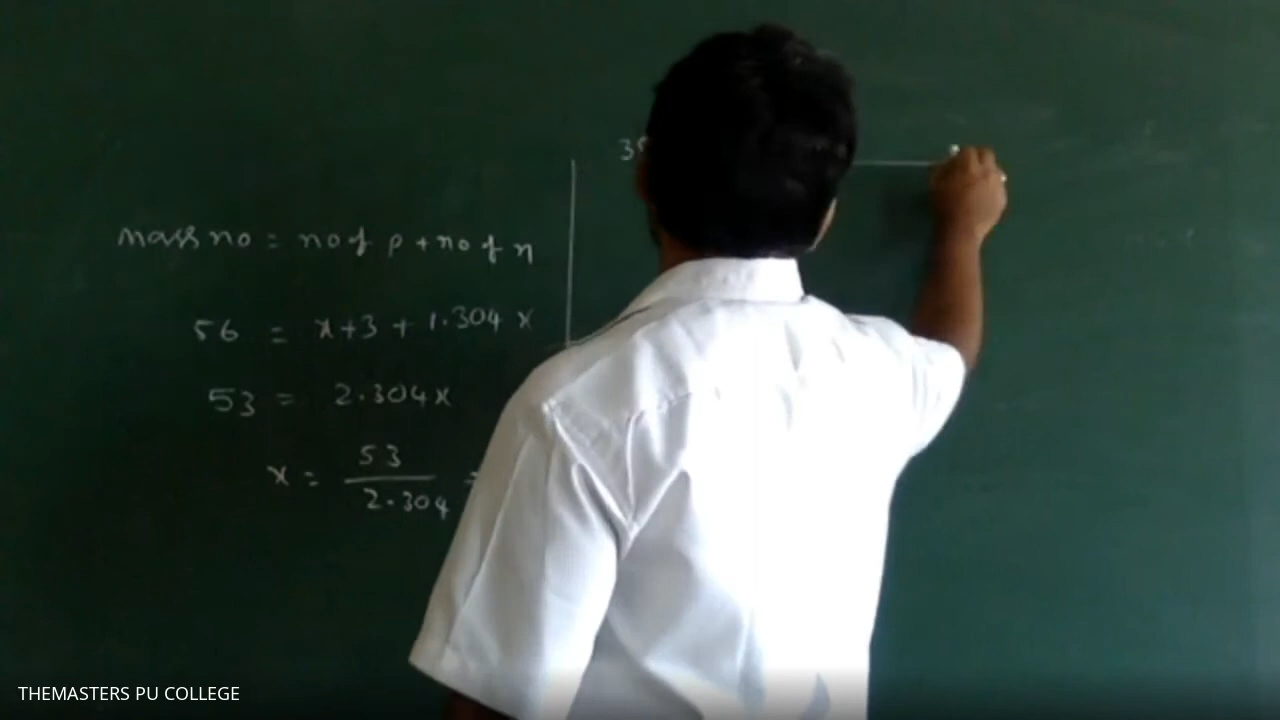 mass no = no of p + no of n
56 = x+3 + 1.304 x
53 = 2.304x
x = 53 / 2.304 =
3
THEMASTERS PU COLLEGE